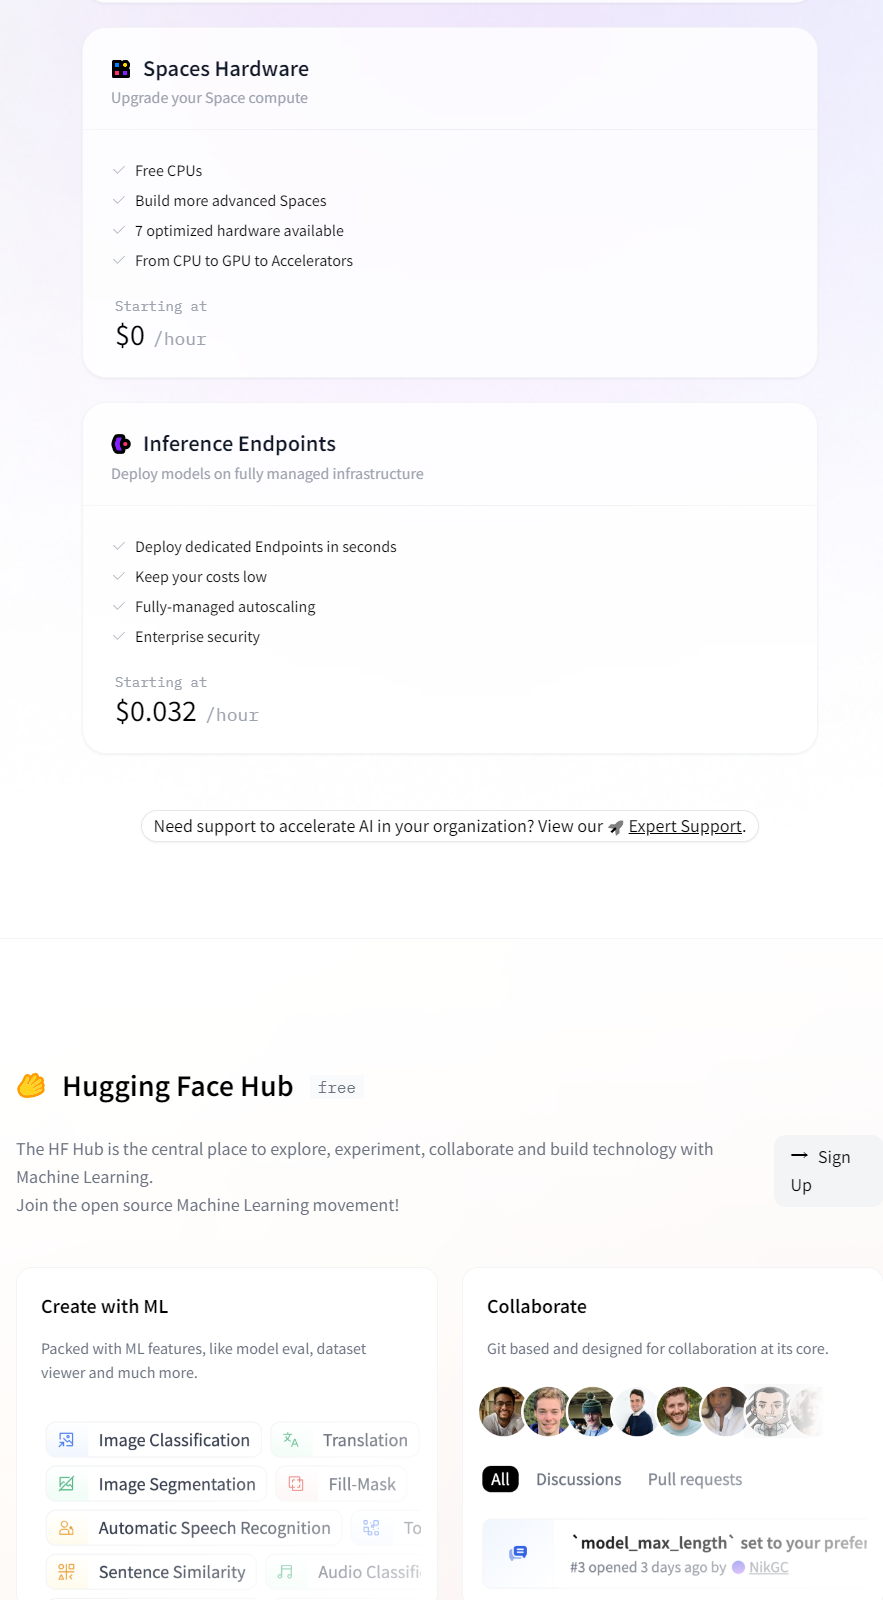 Spaces Hardware
Upgrade your Space compute
Free CPUs
Build more advanced Spaces
7 optimized hardware available
From CPU to GPU to Accelerators
Starting at
$0 /hour
Inference Endpoints
Deploy models on fully managed infrastructure
Deploy dedicated Endpoints in seconds
Keep your costs low
Fully-managed autoscaling
Enterprise security
Starting at
$0.032 /hour
Need support to accelerate AI in your organization? View our 🚀 Expert Support.
Hugging Face Hub free
The HF Hub is the central place to explore, experiment, collaborate and build technology with
Machine Learning.
Join the open source Machine Learning movement!
→ Sign
Up
Create with ML
Packed with ML features, like model eval, dataset
viewer and much more.
Image Classification Translation
Image Segmentation Fill-Mask
Automatic Speech Recognition To
Sentence Similarity Audio Classifi
Collaborate
Git based and designed for collaboration at its core.
All Discussions Pull requests
`model_max_length` set to your prefer
#3 opened 3 days ago by NikGC